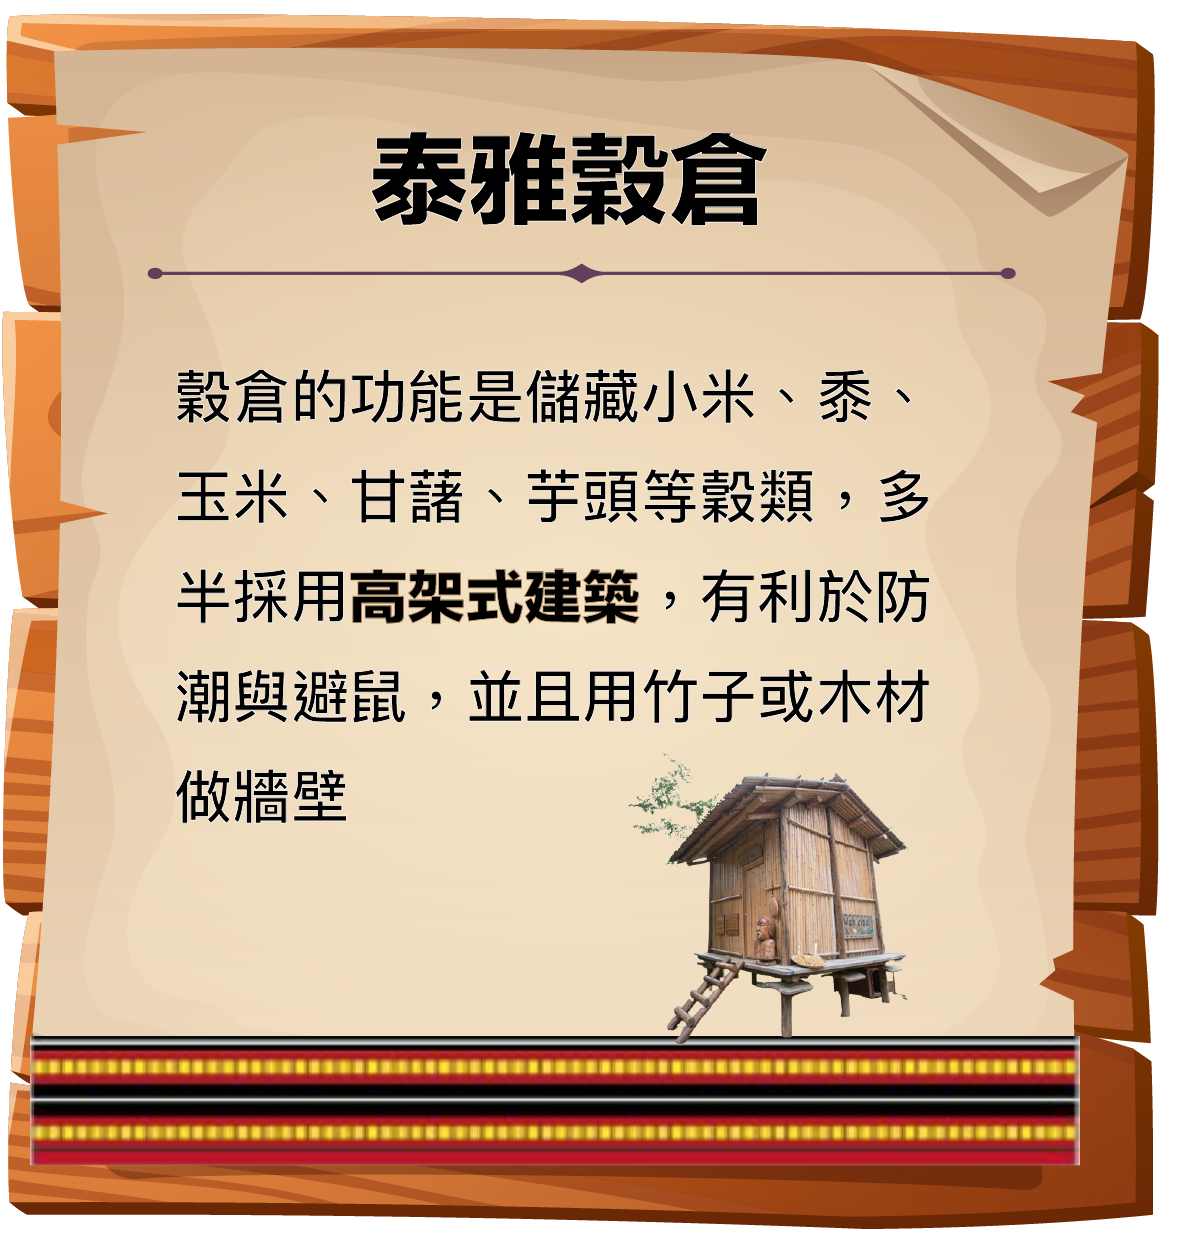 泰雅穀倉
穀倉的功能是儲藏小米、黍、
玉米、甘藷、芋頭等穀類，多
半採用高架式建築，有利於防
潮與避鼠，並且用竹子或木材
做牆壁